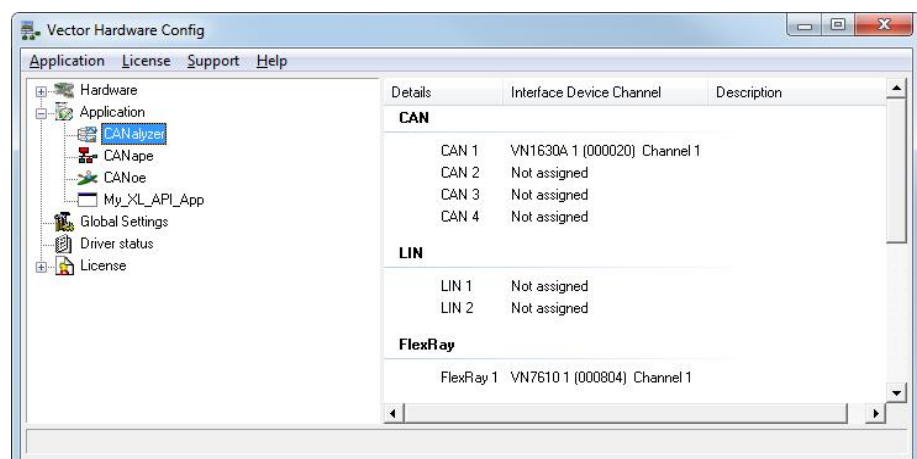 Vector Hardware Config
Application License Support Help
Hardware
Application
CANalyzer
CANape
CANoe
My_XL_API_App
Global Settings
Driver status
License
Details Interface Device Channel Description
CAN
CAN 1 VN1630A 1 (000020) Channel 1
CAN 2 Not assigned
CAN 3 Not assigned
CAN 4 Not assigned
LIN
LIN 1 Not assigned
LIN 2 Not assigned
FlexRay
FlexRay 1 VN7610 1 (000804) Channel 1